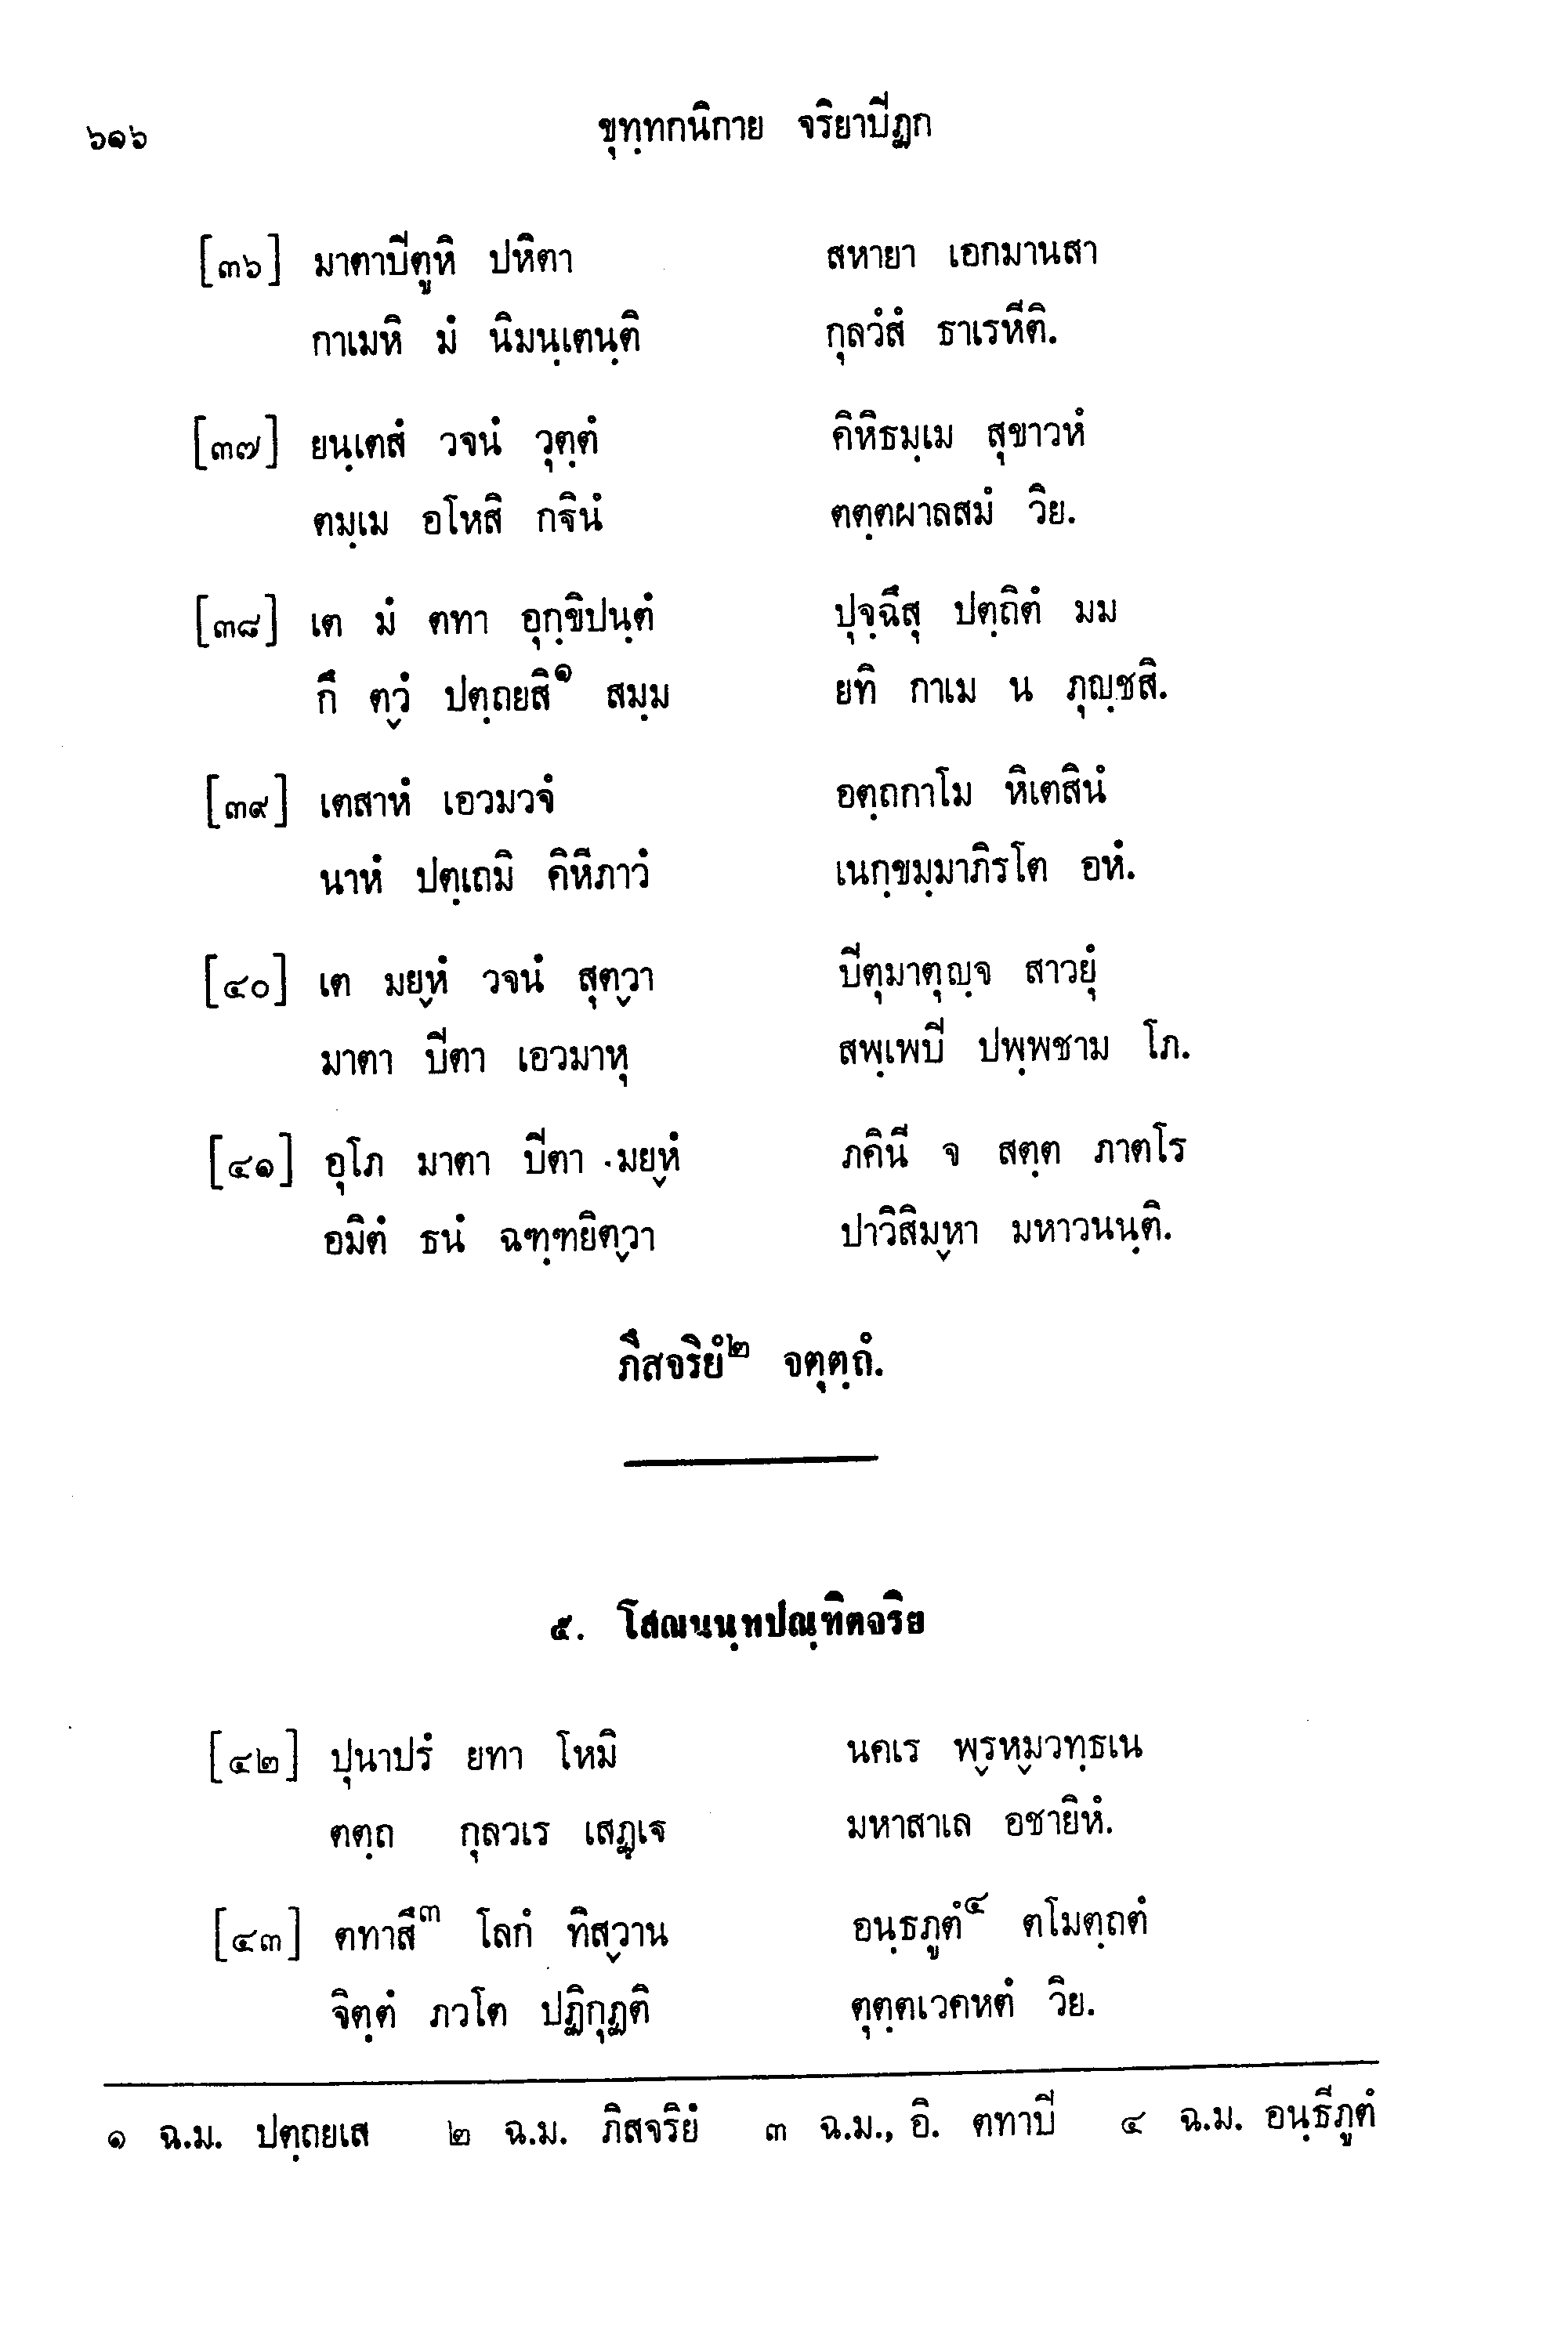 ๖๑๖ ขุทฺทกนิกาย จริยาปิฏก
[๓๖] มาตาปิตูหิ ปหิตา สหายา เอกมานสา
กาเมหิ มํ นิมนฺเตนฺติ กุลวํสํ ธาเรหีติ.
[๓๗] ยนฺเตสํ วจนํ วุตฺตํ คิหิธมฺเม สุขาวหํ
ตมฺเม อโหสิ กฐินํ ตตฺตผาลสมํ วิย.
[๓๘] เต มํ ตทา อุกฺขิปนฺตํ ปุจฺฉึสุ ปตฺถิตํ มม
กึ ตฺวํ ปตฺถยสิ๑ สมฺม ยทิ กาเม น ภุญฺชสิ.
[๓๙] เตสาหํ เอวมวจํ อตฺถกาโม หิเตสินํ
นาหํ ปตฺเถมิ คิหีภาวํ เนกฺขมฺมาภิรโต อหํ.
[๔๐] เต มยฺหํ วจนํ สุตฺวา ปิตุมาตุญฺจ สาวยุํ
มาตา ปิตา เอวมาหุ สพฺเพปิ ปพฺพชาม โภ.
[๔๑] อุโภ มาตา ปิตา มยฺหํ ภคินี จ สตฺต ภาตโร
อมิตํ ธนํ ฉฑฺฑยิตฺวา ปาวิสิมฺหา มหาวนนฺติ.
ภึสจริยํ๒ จตุตฺถํ.
๕. โสณนนฺทปณฺฑิตจริย
[๔๒] ปุนาปรํ ยทา โหมิ นคเร พฺรหฺมวทฺธเน
ตตฺถ กุลวเร เสฏฺเฐ มหาสาเล อชายิหํ.
[๔๓] ตทาสึ๓ โลกํ ทิสฺวาน อนฺธภูตํ๔ ตโมตฺถตํ
จิตฺตํ ภวโต ปฏิกุฏติ ตุตฺตเวคหตํ วิย.
๑ ฉ.ม. ปตฺถยเส ๒ ฉ.ม. ภิสจริยํ ๓ ฉ.ม., อิ. ตทาปิ ๔ ฉ.ม. อนฺธีภูตํ